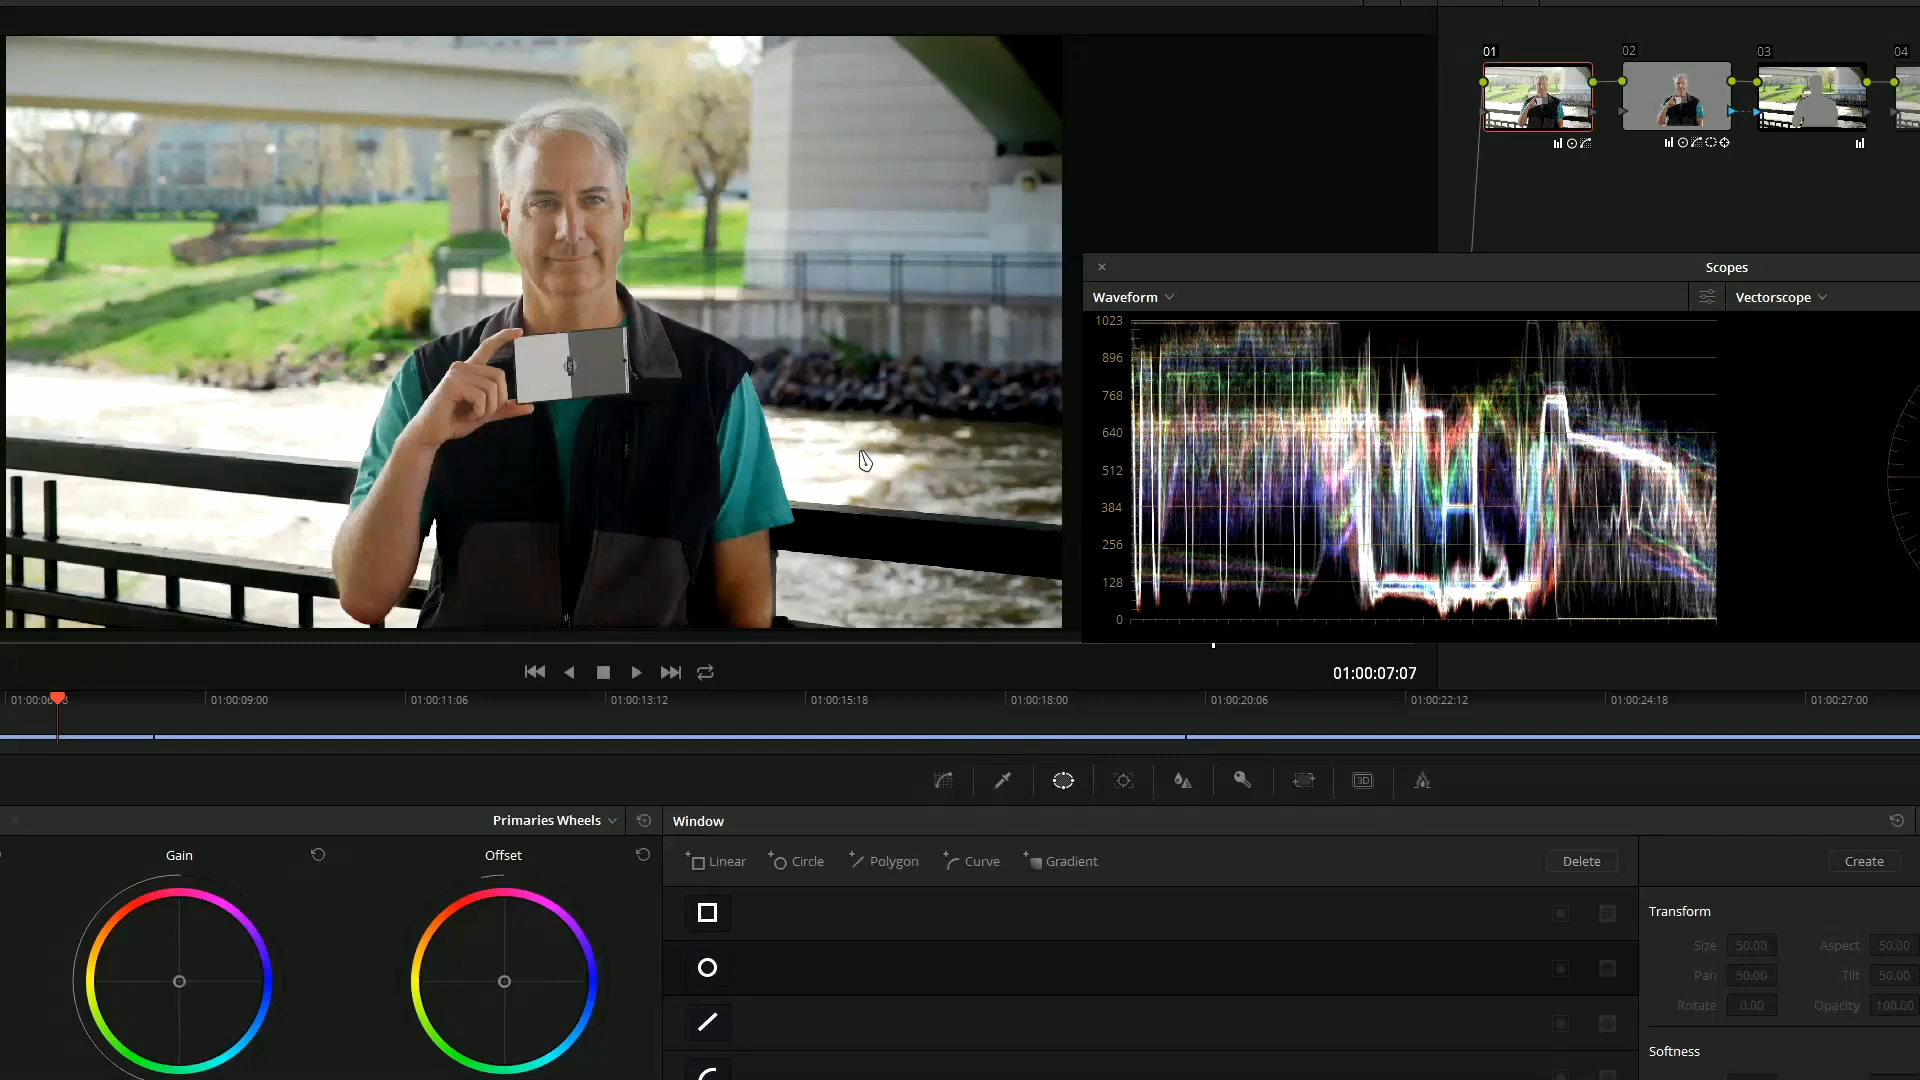 01
02
03
04
×
Scopes
Waveform
Vectorscope
1023
896
768
640
512
384
256
128
0
01:00:07:07
01:00:09:00
01:00:11:06
01:00:13:12
01:00:15:18
01:00:18:00
01:00:20:06
01:00:22:12
01:00:24:18
01:00:27:00
3D
Primaries Wheels
Window
Gain
Offset
Linear
Circle
Polygon
Curve
Gradient
Delete
Create
Transform
Size 50.00 Aspect 50.00
Pan 50.00 Tilt 50.00
Rotate 0.00 Opacity 100.00
Softness